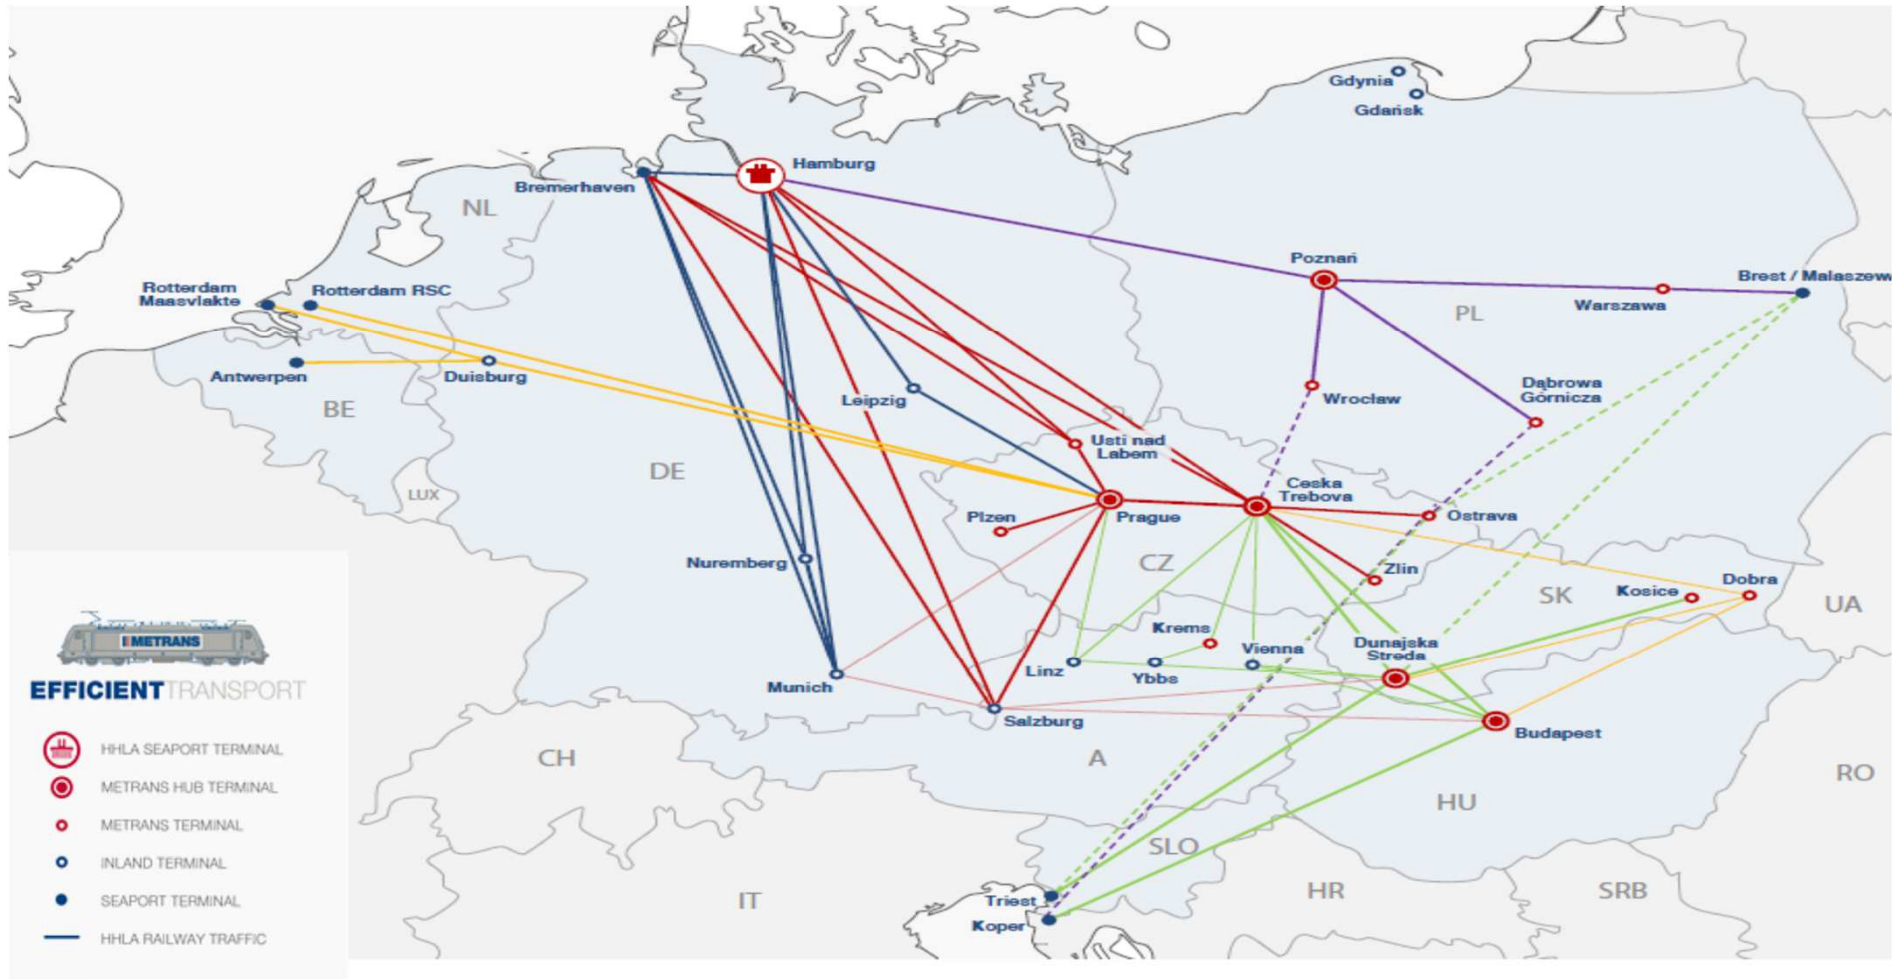 Gdynia
Gdańsk
Hamburg
Bremerhaven
NL
Poznań
Brest / Malaszew
Rotterdam
Maasvlakte
Rotterdam RSC
Warszawa
PL
Antwerpen
Duisburg
Leipzig
Dąbrowa
Górnicza
Wrocław
BE
Usti nad
Labem
DE
LUX
Ceska
Trebova
Plzen
Prague
Ostrava
Nuremberg
CZ
Zlin
SK
Kosice
Dobra
UA
Krems
Vienna
Dunajska
Streda
METRANS
Linz
Ybbs
Munich
EFFICIENTTRANSPORT
Salzburg
Budapest
HHLA SEAPORT TERMINAL
CH
A
RO
METRANS HUB TERMINAL
HU
METRANS TERMINAL
SLO
INLAND TERMINAL
SEAPORT TERMINAL
IT
Triest
HR
SRB
Koper
HHLA RAILWAY TRAFFIC